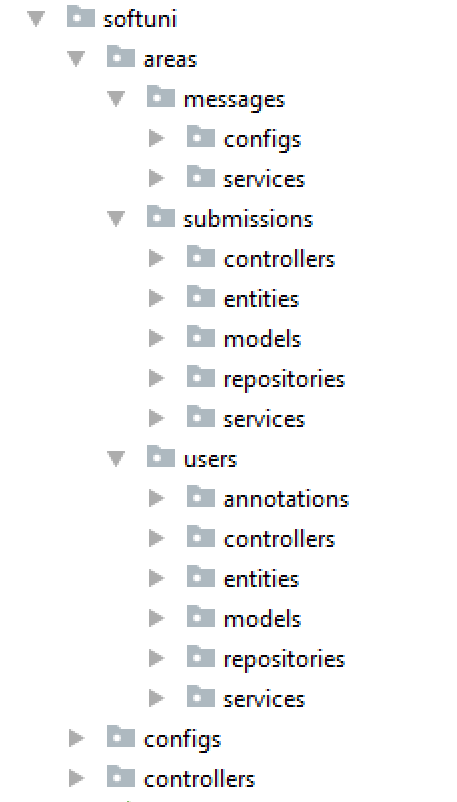 softuni
areas
messages
configs
services
submissions
controllers
entities
models
repositories
services
users
annotations
controllers
entities
models
repositories
services
configs
controllers